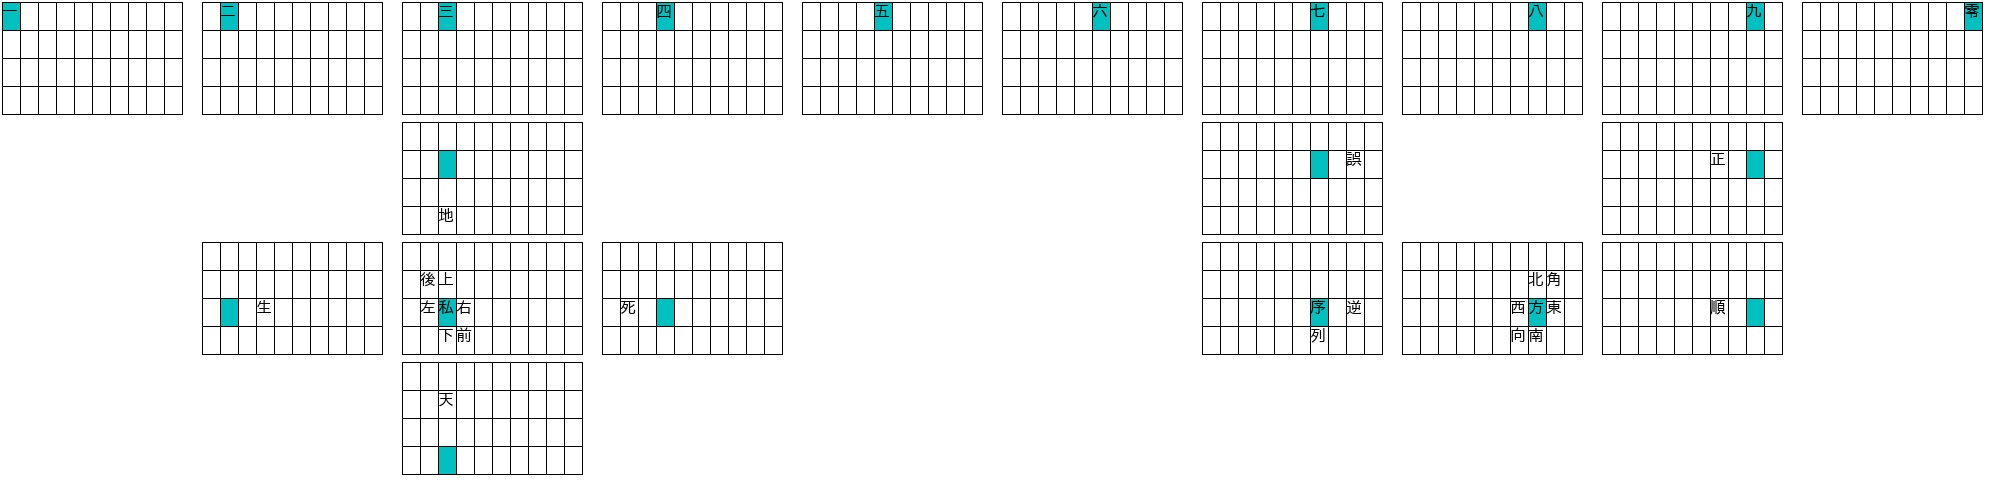 一 二 三 四 五 六 七 八 九 零
誤 正
地
後上 北角
生 左私右 死 序 逆 西方東 順
下前 列 向南
天